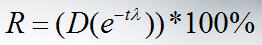 R = (D(e^{-tλ}))*100%